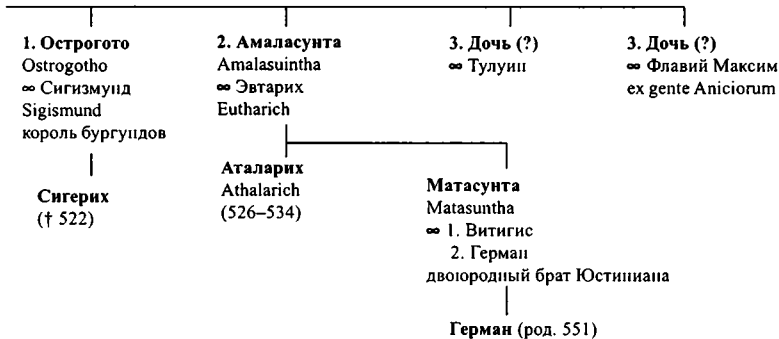 1. Острогото
Ostrogotho
∞ Сигизмунд
Sigismund
король бургундов
Сигерих
(† 522)
2. Амаласунта
Amalasuintha
∞ Эвтарих
Eutharich
Аталарих
Athalarich
(526–534)
Матасунта
Matasuntha
∞ 1. Витигис
2. Герман
двоюродный брат Юстиниана
Герман (род. 551)
3. Дочь (?)
∞ Тулуин
3. Дочь (?)
∞ Флавий Максим
ex gente Aniciorum